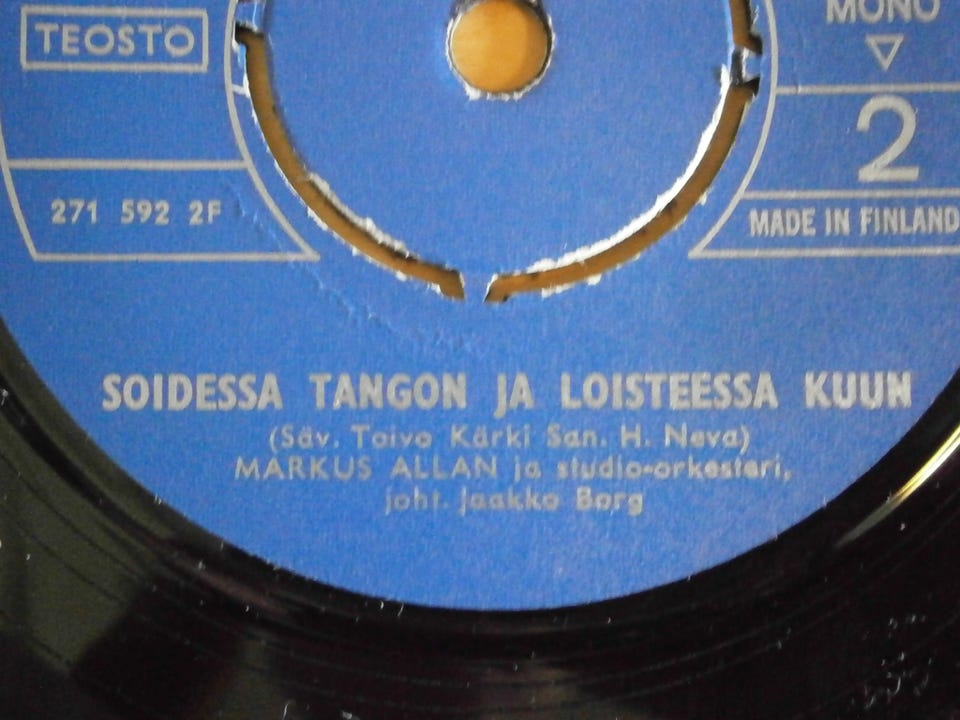 TEOSTO
MONO
2
271 592 2F
MADE IN FINLAND
SOIDESSA TANGON JA LOISTEESSA KUUN
(Säv. Toivo Kärki San. H. Neva)
MARKUS ALLAN ja studio-orkesteri,
joht. Jaakko Borg